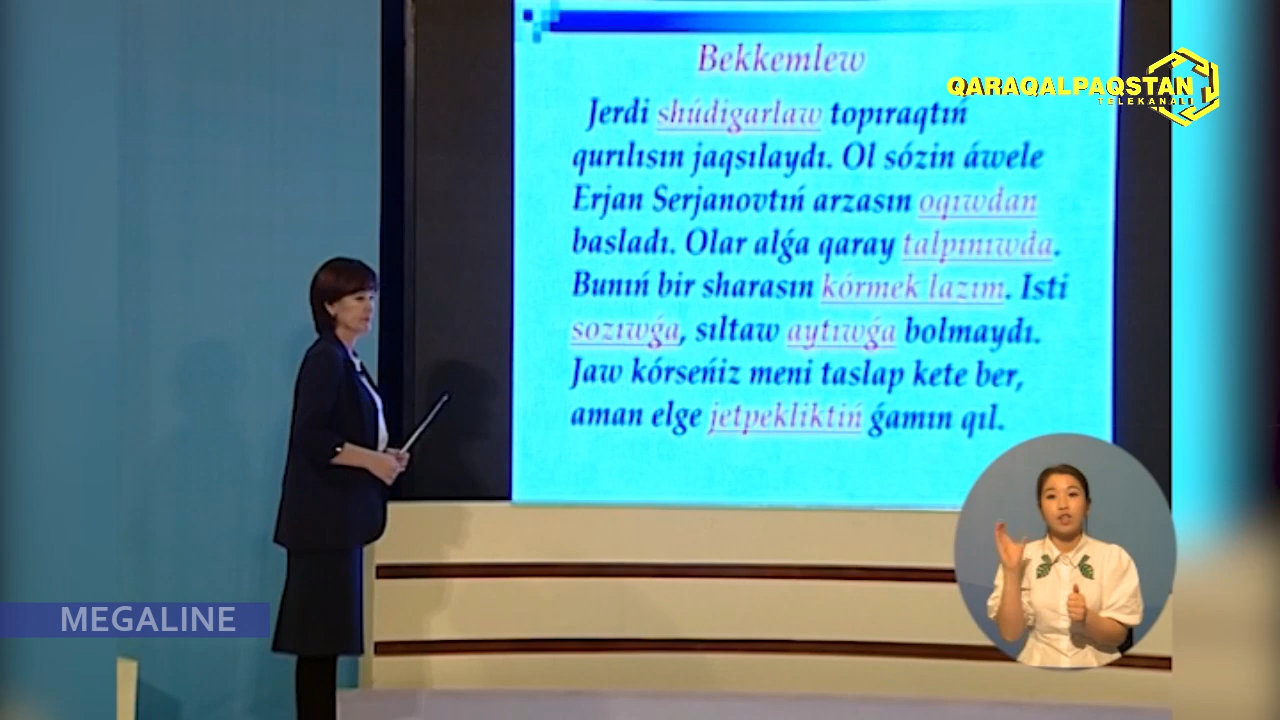 Bekkemlew
Jerdi shúdigarlaw topıraqtıń
qurılısın jaqsılaydı. Ol sózin áwele
Erjan Serjanovtıń arzasın oqıwdan
basladı. Olar alǵa qaray talpınıwda.
Bunıń bir sharasın kórmek lazım. Isti
sozıwǵa, sıltaw aytıwǵa bolmaydı.
Jaw kórseńiz meni taslap kete ber,
aman elge jetpekliktiń ǵamın qıl.
QARAQALPAQSTAN
TELEKANALI
MEGALINE